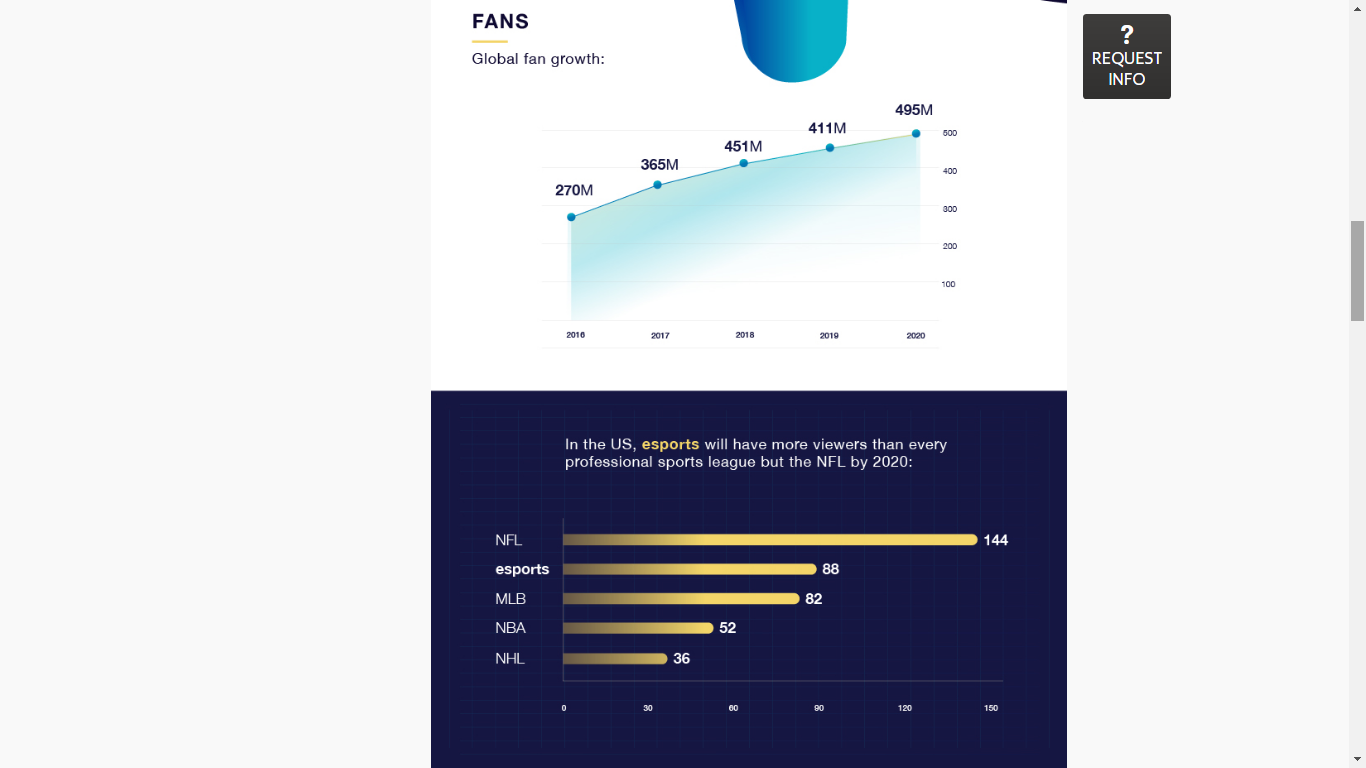 FANS
?
REQUEST
INFO
Global fan growth:
495M
411M
451M
365M
270M
500
400
300
200
100
2016 2017 2018 2019 2020
In the US, esports will have more viewers than every
professional sports league but the NFL by 2020:
NFL 144
esports 88
MLB 82
NBA 52
NHL 36
0 30 60 90 120 150